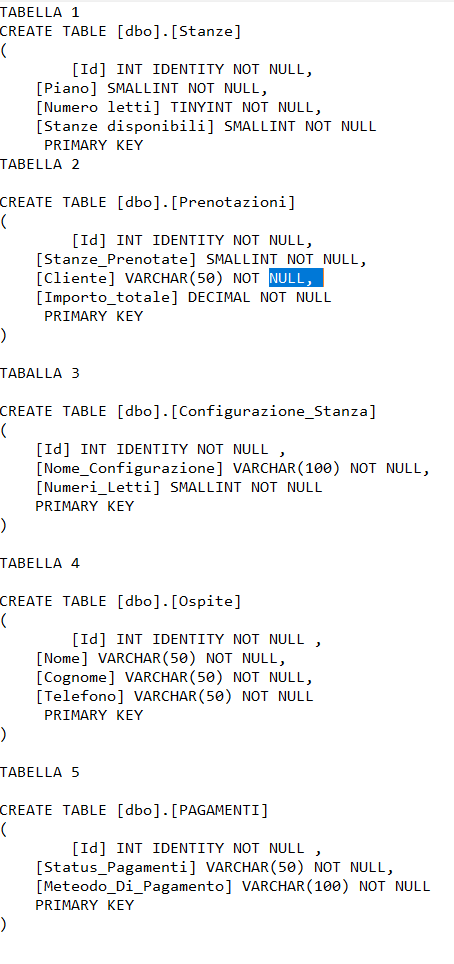 TABELLA 1
CREATE TABLE [dbo].[Stanze]
(
[Id] INT IDENTITY NOT NULL,
[Piano] SMALLINT NOT NULL,
[Numero letti] TINYINT NOT NULL,
[Stanze disponibili] SMALLINT NOT NULL
PRIMARY KEY
TABELLA 2
CREATE TABLE [dbo].[Prenotazioni]
(
[Id] INT IDENTITY NOT NULL,
[Stanze_Prenotate] SMALLINT NOT NULL,
[Cliente] VARCHAR(50) NOT NULL,
[Importo_totale] DECIMAL NOT NULL
PRIMARY KEY
)
TABALLA 3
CREATE TABLE [dbo].[Configurazione_Stanza]
(
[Id] INT IDENTITY NOT NULL ,
[Nome_Configurazione] VARCHAR(100) NOT NULL,
[Numeri_Letti] SMALLINT NOT NULL
PRIMARY KEY
)
TABELLA 4
CREATE TABLE [dbo].[Ospite]
(
[Id] INT IDENTITY NOT NULL ,
[Nome] VARCHAR(50) NOT NULL,
[Cognome] VARCHAR(50) NOT NULL,
[Telefono] VARCHAR(50) NOT NULL
PRIMARY KEY
)
TABELLA 5
CREATE TABLE [dbo].[PAGAMENTI]
(
[Id] INT IDENTITY NOT NULL ,
[Status_Pagamenti] VARCHAR(50) NOT NULL,
[Meteodo_Di_Pagamento] VARCHAR(100) NOT NULL
PRIMARY KEY
)